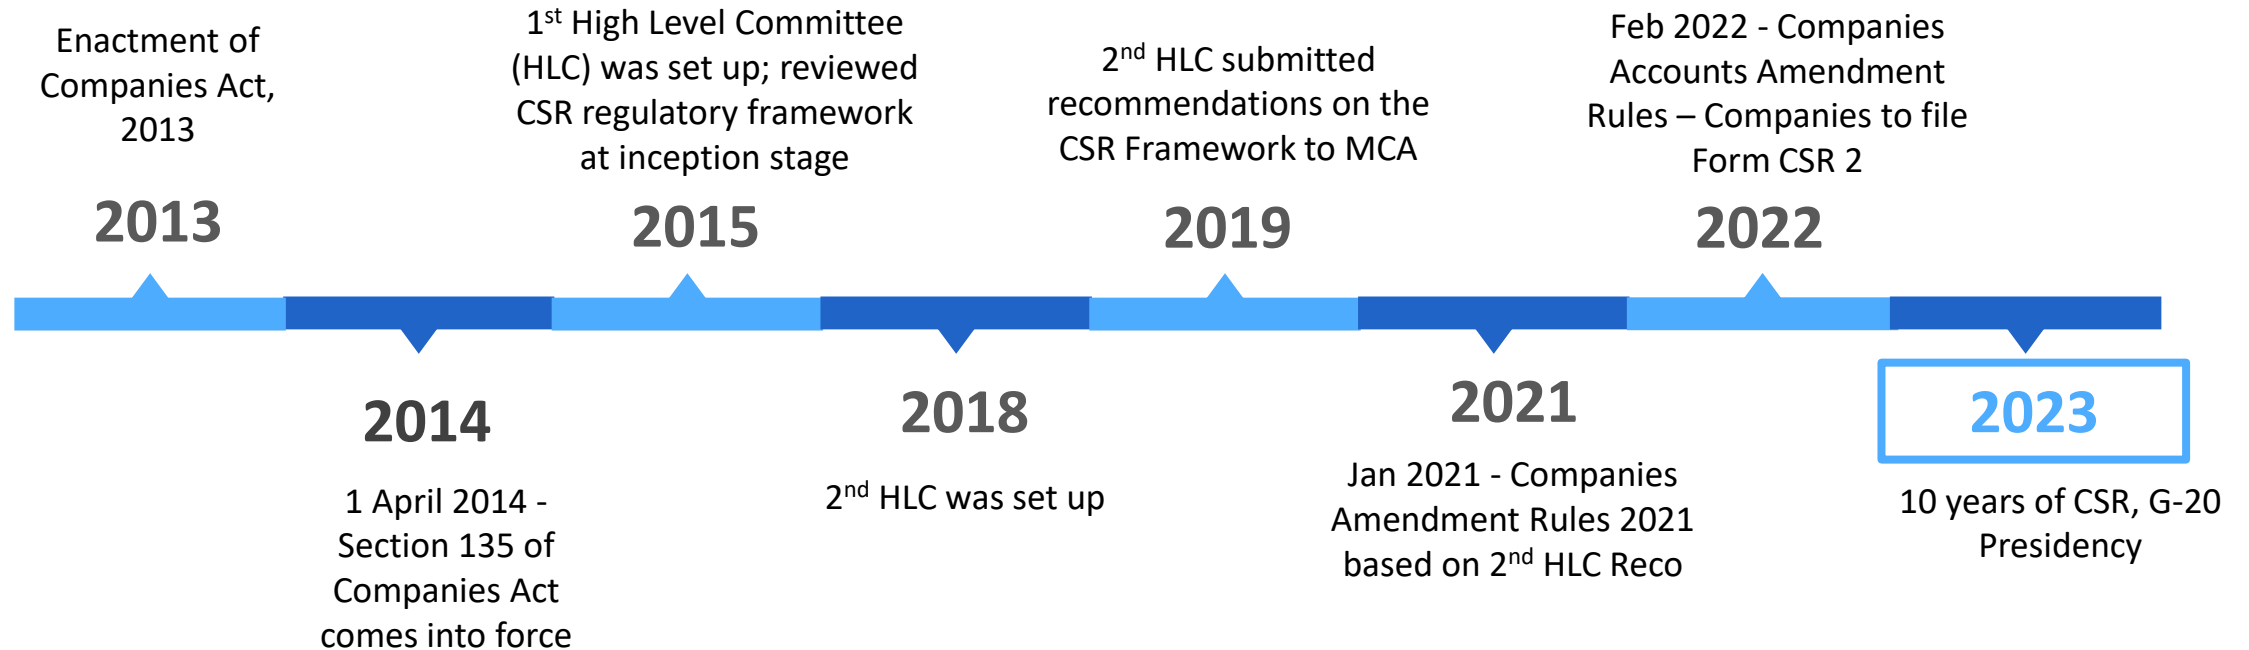 Enactment of
Companies Act,
2013
2013
1 April 2014 -
Section 135 of
Companies Act
comes into force
2014
1st High Level Committee
(HLC) was set up; reviewed
CSR regulatory framework
at inception stage
2015
2018
2nd HLC was set up
2nd HLC submitted
recommendations on the
CSR Framework to MCA
2019
2021
Jan 2021 - Companies
Amendment Rules 2021
based on 2nd HLC Reco
Feb 2022 - Companies
Accounts Amendment
Rules – Companies to file
Form CSR 2
2022
2023
10 years of CSR, G-20
Presidency